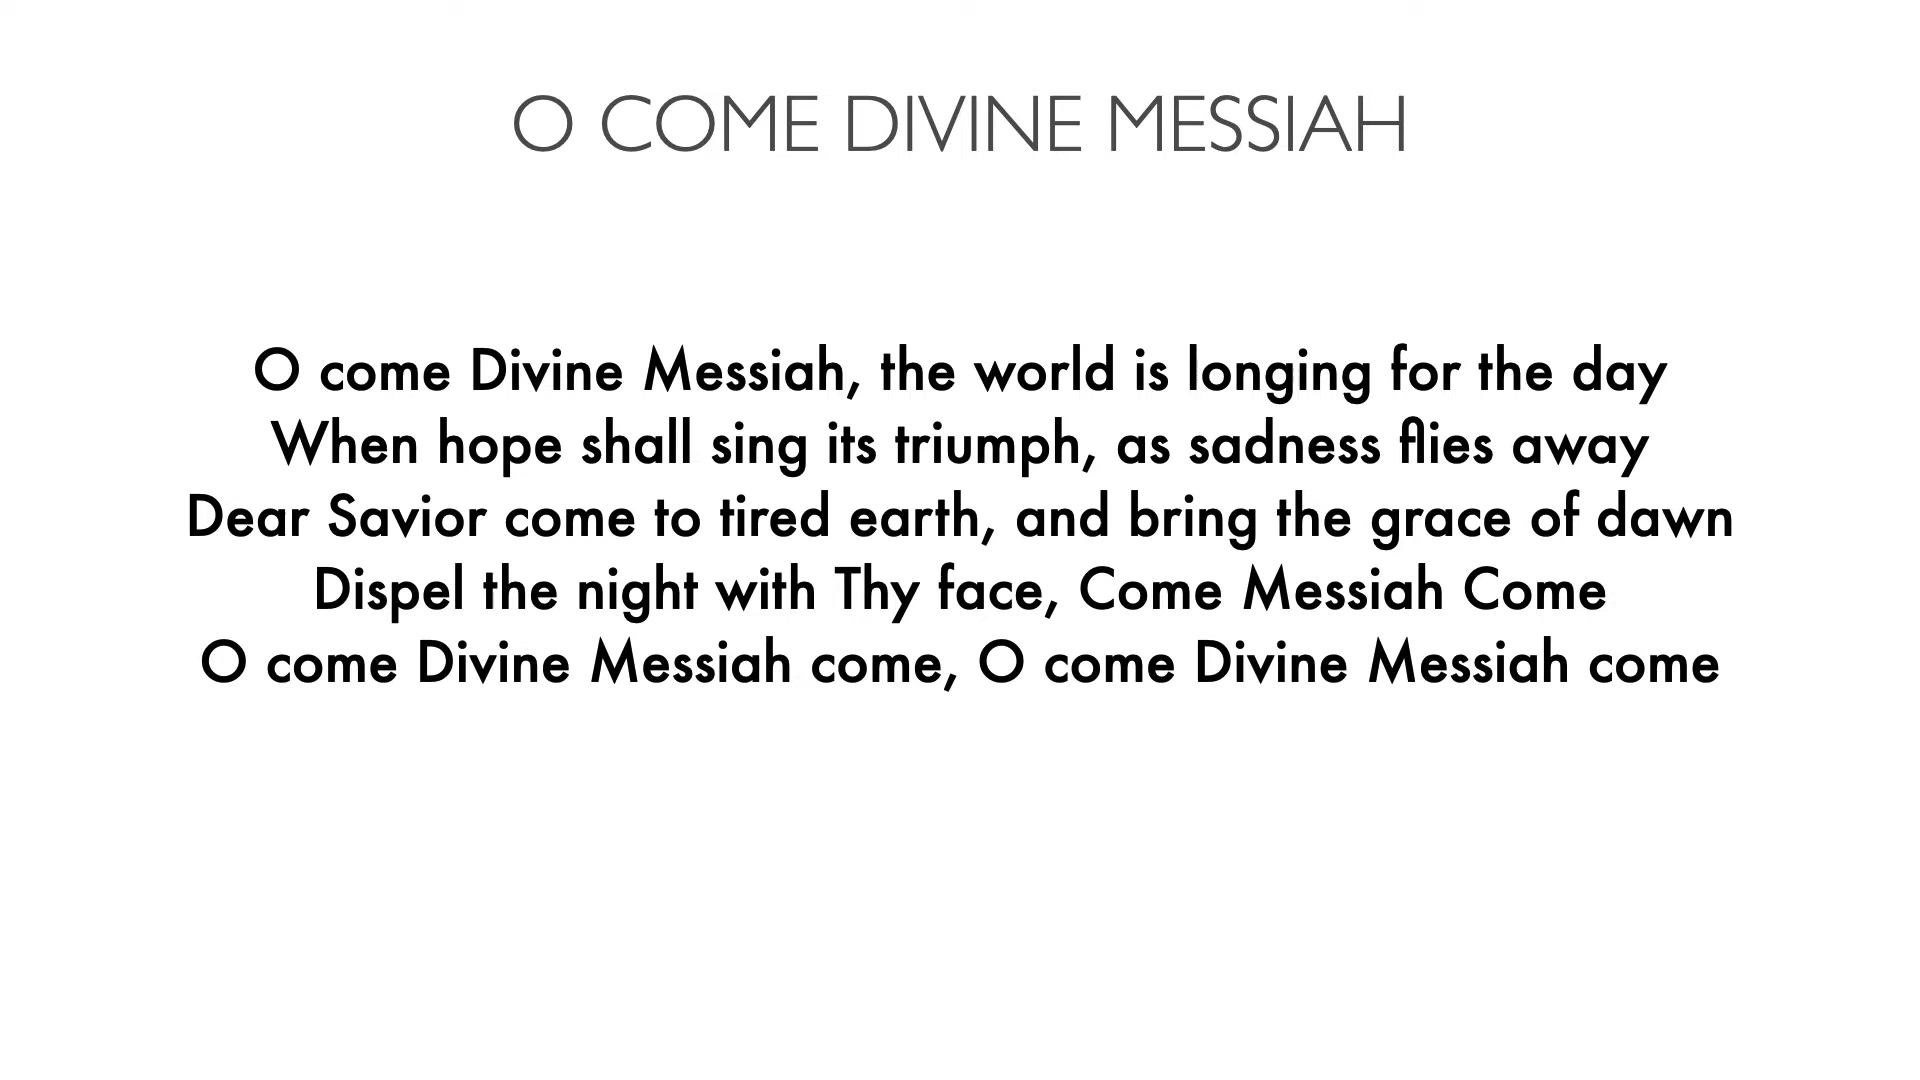 O COME DIVINE MESSIAH
O come Divine Messiah, the world is longing for the day
When hope shall sing its triumph, as sadness flies away
Dear Savior come to tired earth, and bring the grace of dawn
Dispel the night with Thy face, Come Messiah Come
O come Divine Messiah come, O come Divine Messiah come